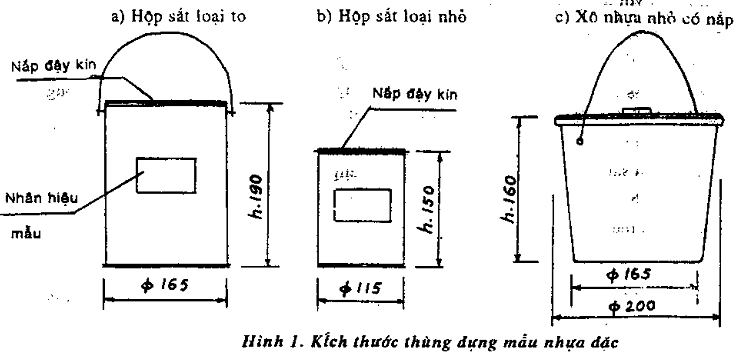 a) Hộp sắt loại to
b) Hộp sắt loại nhỏ
c) Xô nhựa nhỏ có nắp
Nắp đậy kín
Nắp đậy kín
Nhãn hiệu
mẫu
h.190
h.150
h.160
ϕ 165
ϕ 115
ϕ 165
ϕ 200
Hình 1. Kích thước thùng dựng mẫu nhựa đặc